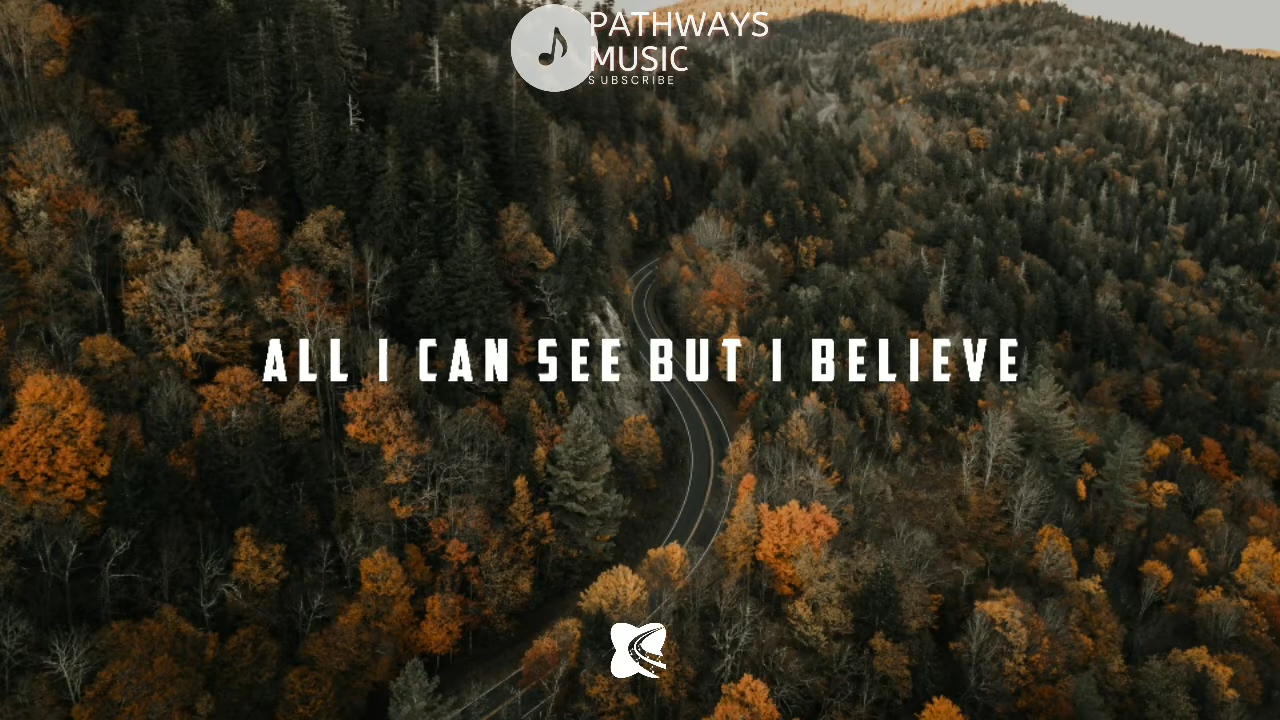 PATHWAYS
MUSIC
SUBSCRIBE
ALL I CAN SEE BUT I BELIEVE